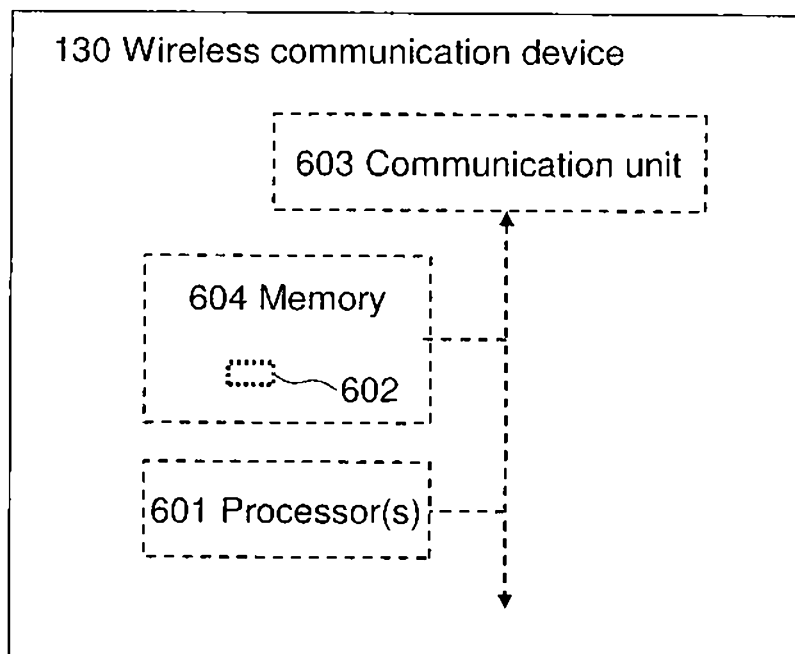 130 Wireless communication device
603 Communication unit
604 Memory
602
601 Processor(s)